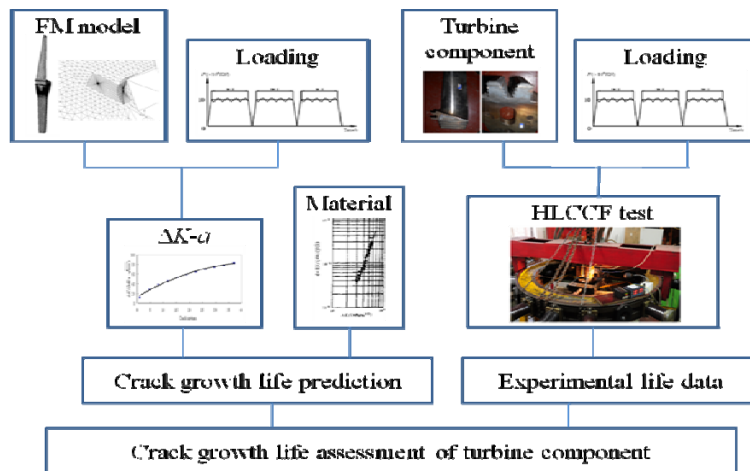 FM model
Loading
Turbine
component
Loading
ΔK-a
Material
HLCCF test
Crack growth life prediction
Experimental life data
Crack growth life assessment of turbine component